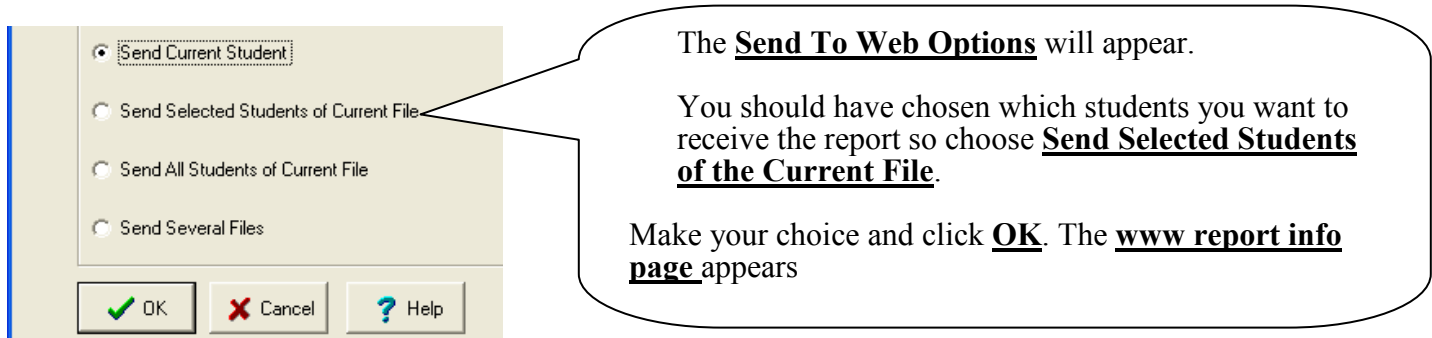 Send Current Student
Send Selected Students of Current File
Send All Students of Current File
Send Several Files
OK Cancel ? Help
The Send To Web Options will appear.
You should have chosen which students you want to
receive the report so choose Send Selected Students
of the Current File.
Make your choice and click OK. The www report info
page appears